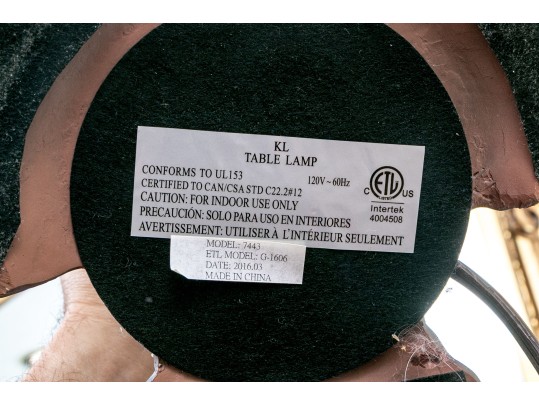 KL
TABLE LAMP
CONFORMS TO UL153 120V~60Hz
CERTIFIED TO CAN/CSA STD C22.2#12
CAUTION: FOR INDOOR USE ONLY
PRECAUCIÓN: SOLO PARA USO EN INTERIORES
AVERTISSEMENT: UTILISER À L'INTÉRIEUR SEULEMENT
C ETL US
Intertek
4004508
MODEL: 7443
ETL MODEL: G-1606
DATE: 2016.03
MADE IN CHINA